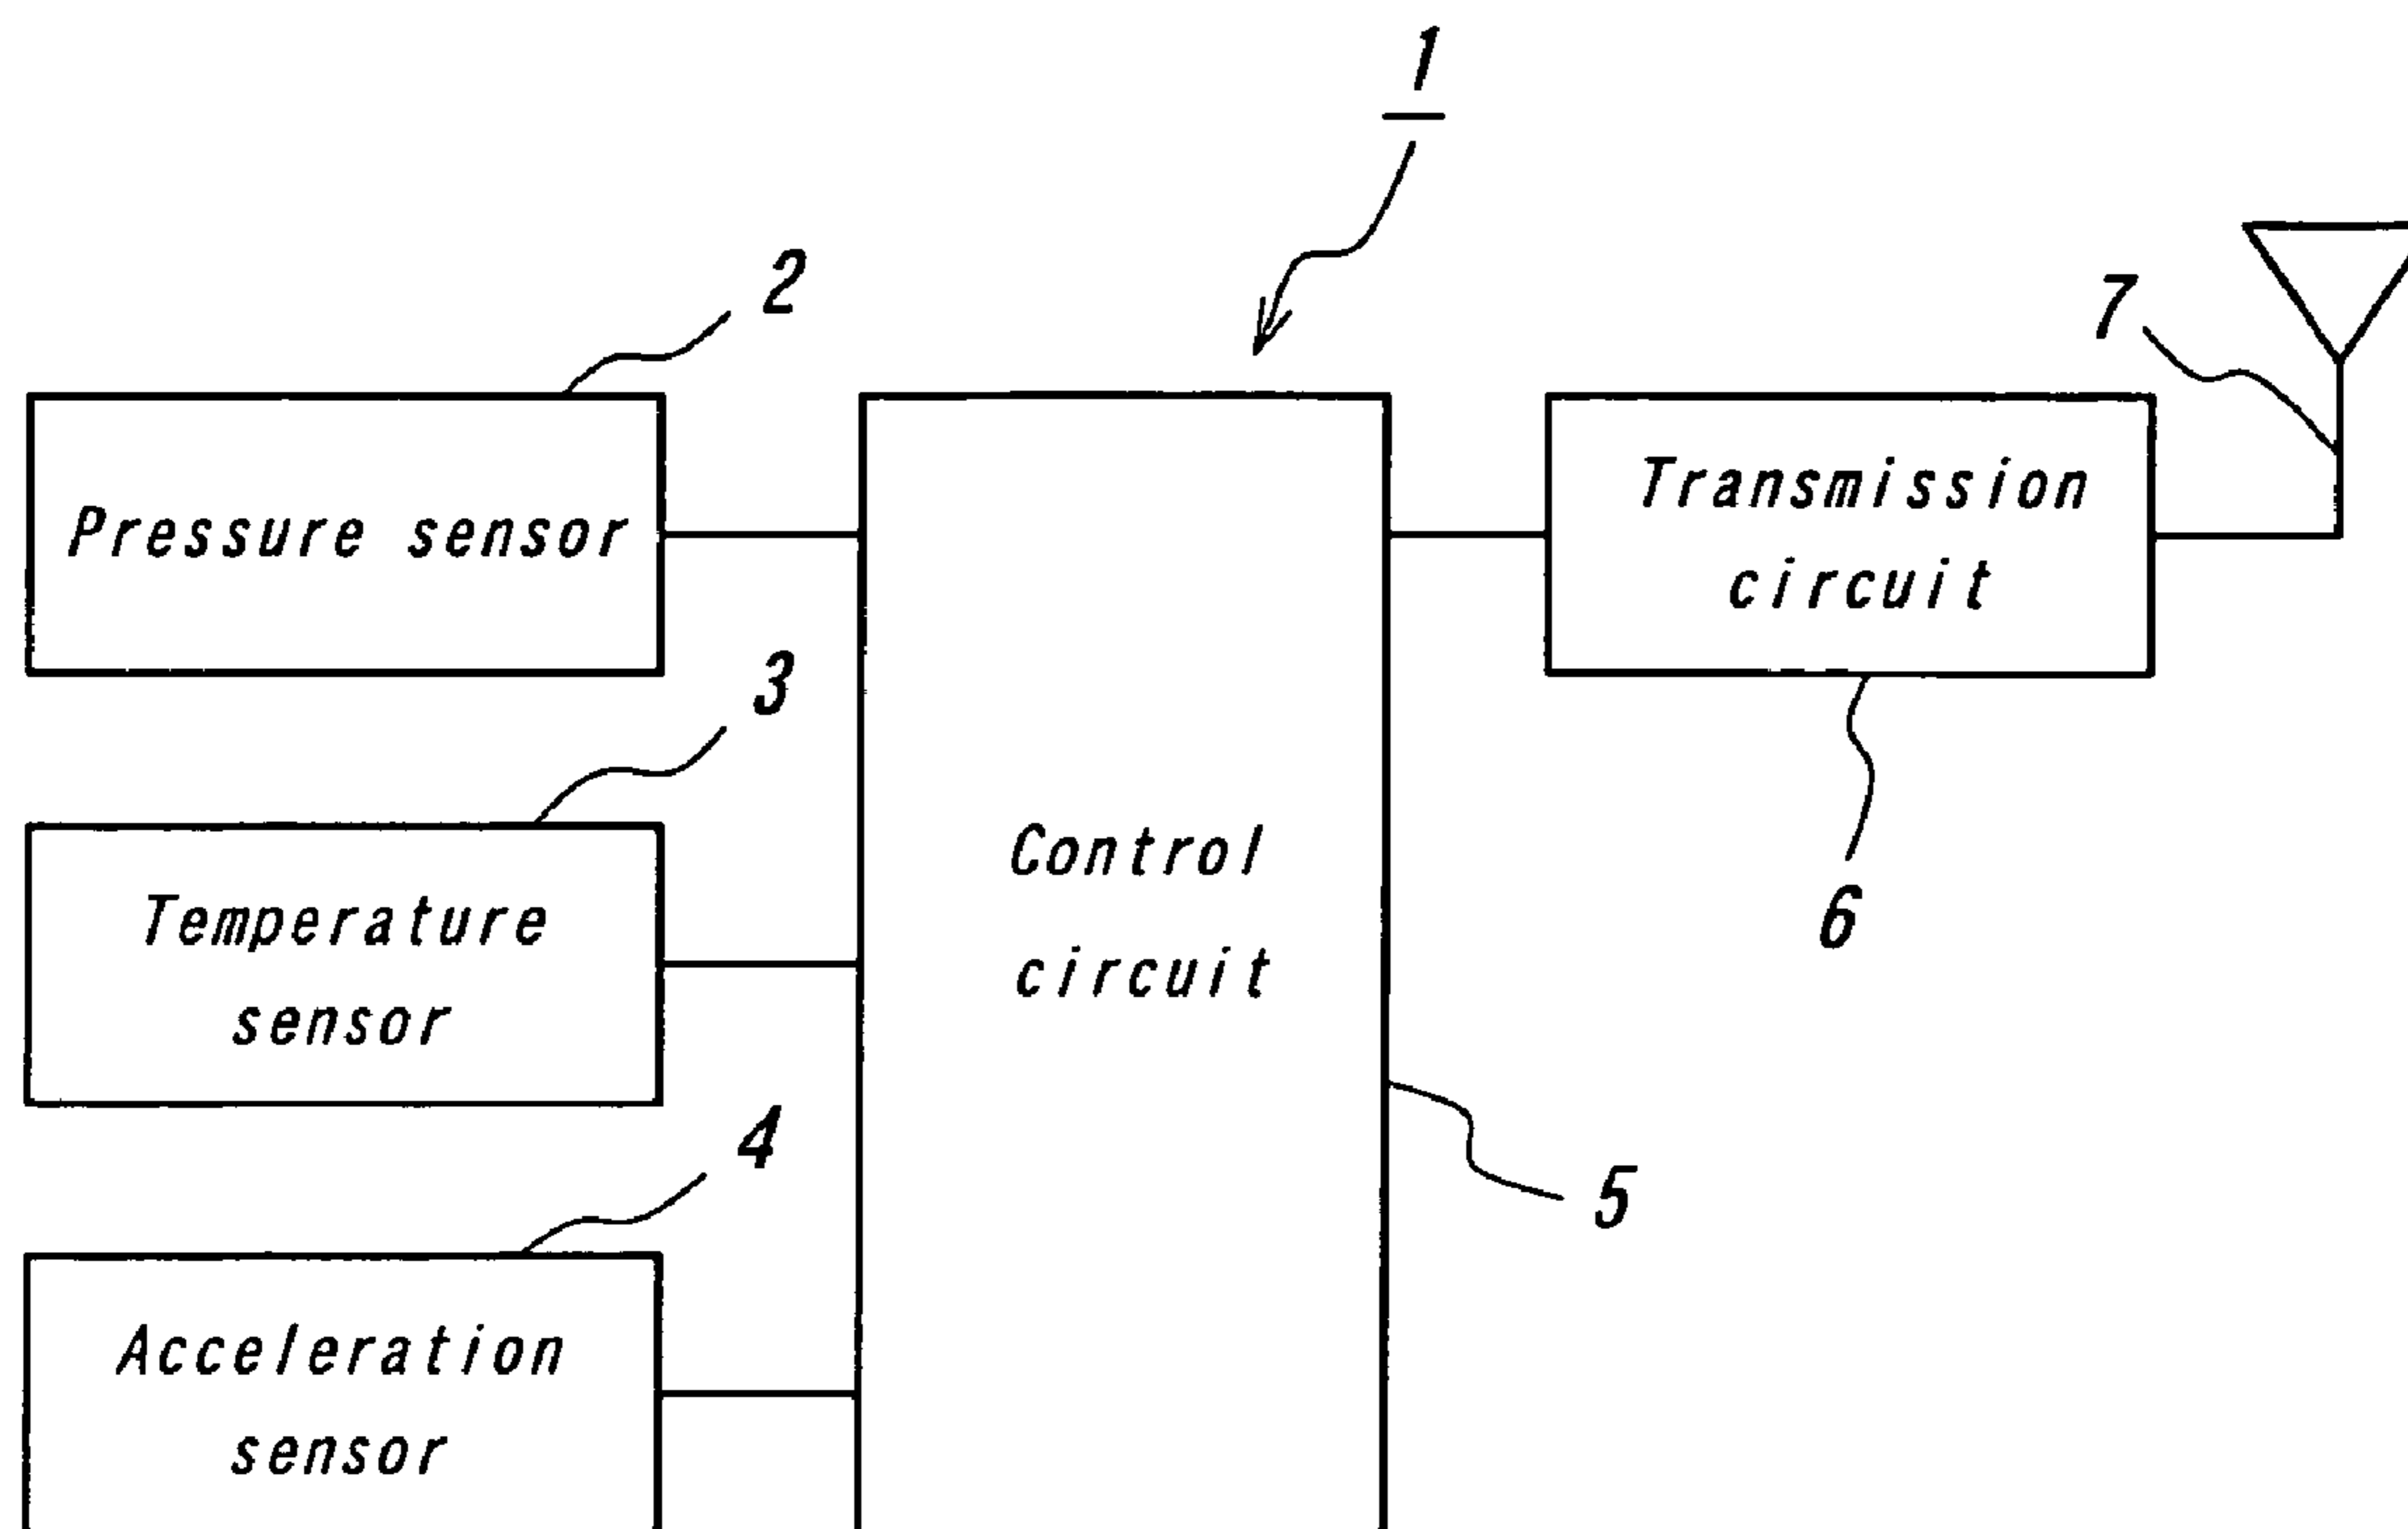 1
2
7
Pressure sensor
Transmission
circuit
3
Control
circuit
6
Temperature
sensor
4
5
Acceleration
sensor